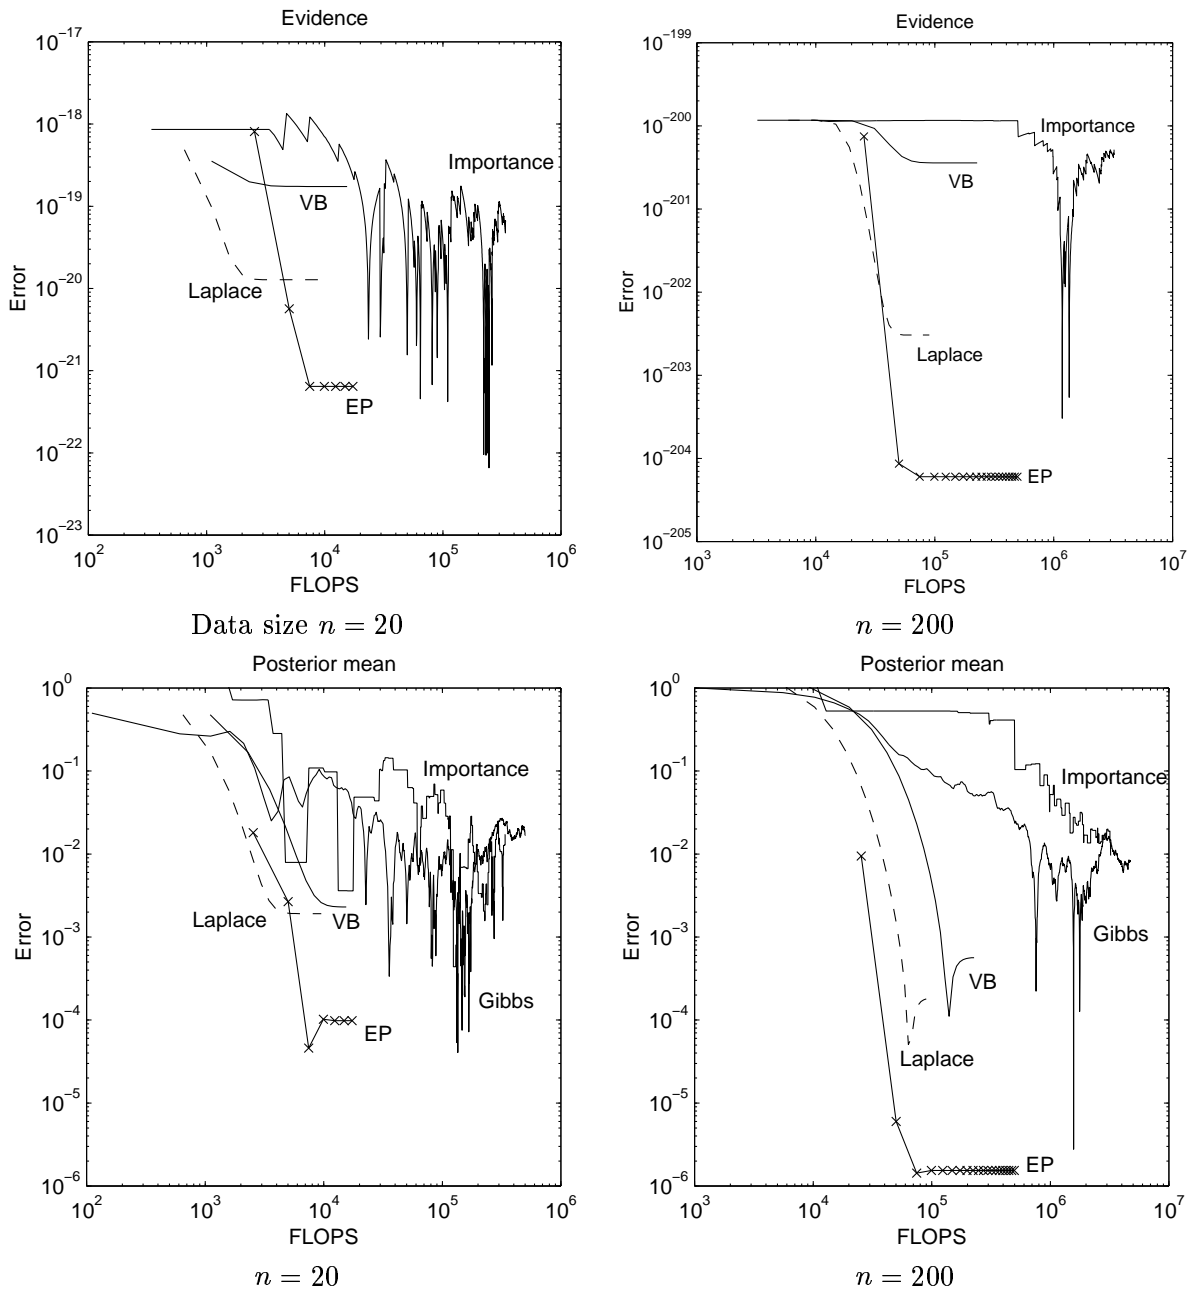 Evidence
10^-17
10^-18
10^-19
10^-20
10^-21
10^-22
10^-23
Error
Importance
VB
Laplace
EP
10^2 10^3 10^4 10^5 10^6
FLOPS
Data size n = 20
Evidence
10^-199
10^-200
10^-201
10^-202
10^-203
10^-204
10^-205
Error
Importance
VB
Laplace
EP
10^3 10^4 10^5 10^6 10^7
FLOPS
n = 200
Posterior mean
10^0
10^-1
10^-2
10^-3
10^-4
10^-5
10^-6
Error
Importance
Laplace
VB
Gibbs
EP
10^2 10^3 10^4 10^5 10^6
FLOPS
n = 20
Posterior mean
10^0
10^-1
10^-2
10^-3
10^-4
10^-5
10^-6
Error
Importance
Gibbs
VB
Laplace
EP
10^3 10^4 10^5 10^6 10^7
FLOPS
n = 200